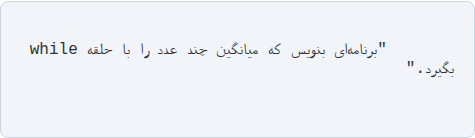 "برنامه‌ای بنویس که میانگین چند عدد را با حلقه while
بگیرد."